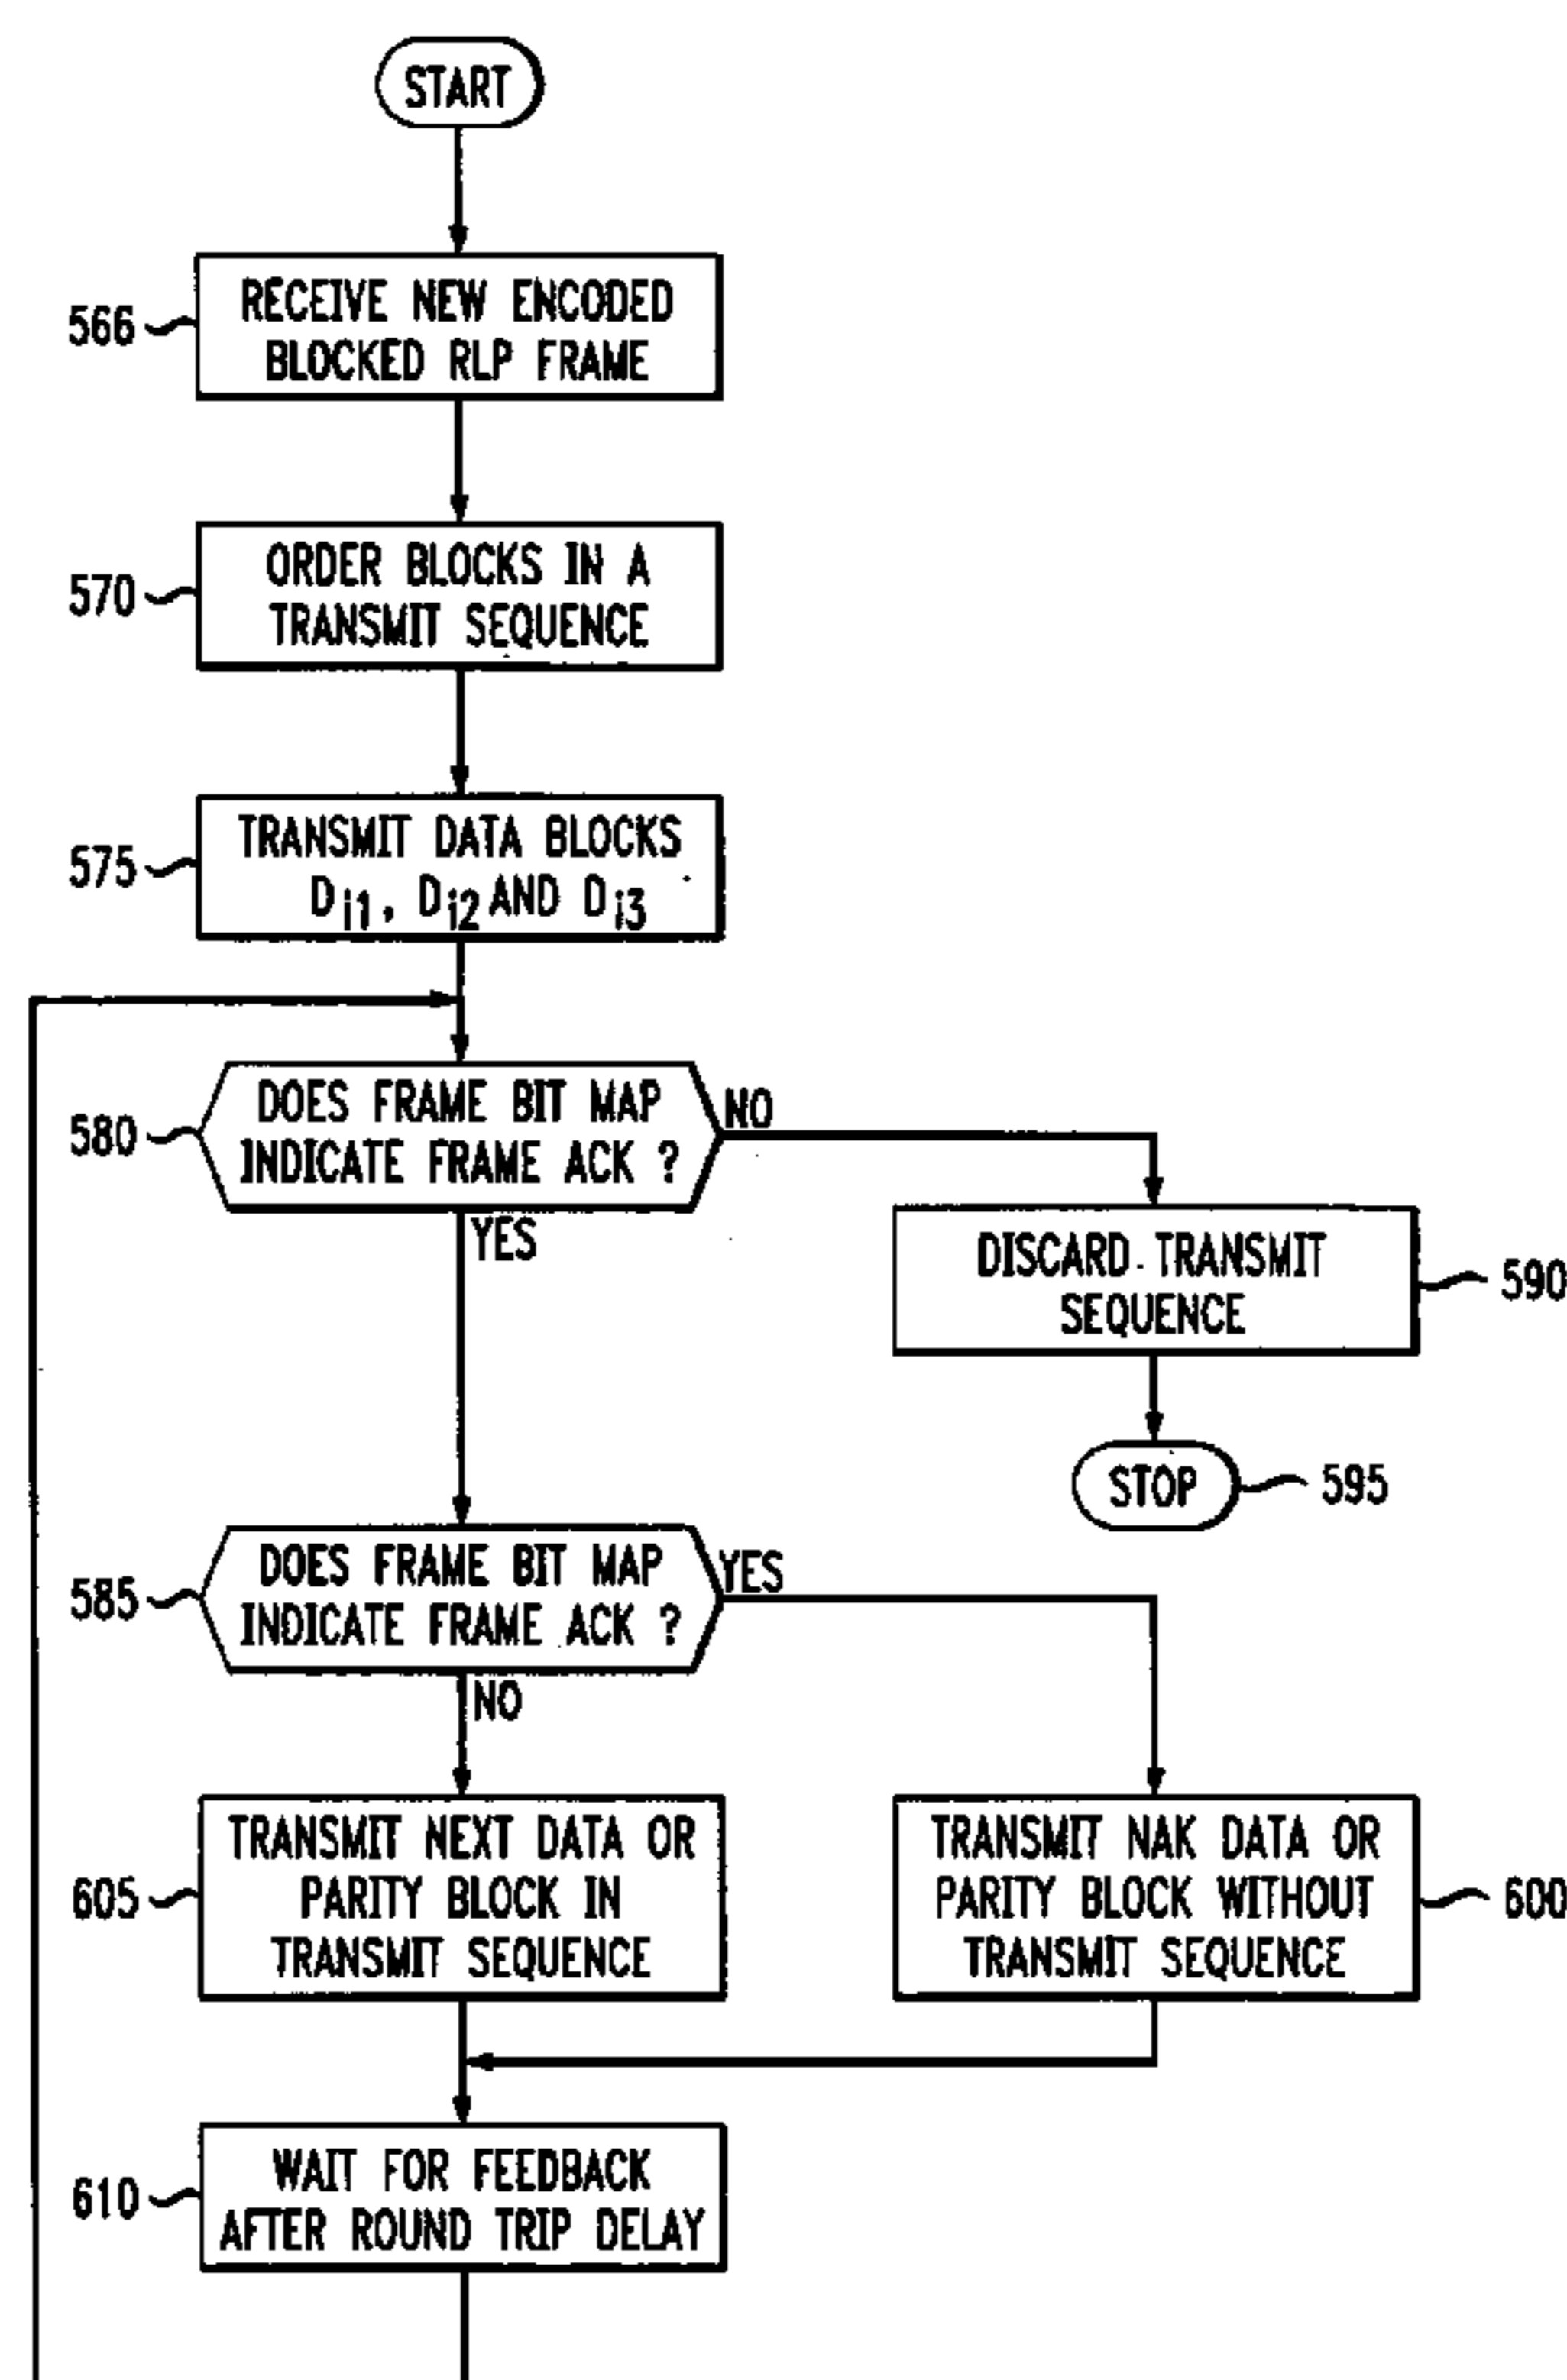 START
566
RECEIVE NEW ENCODED
BLOCKED RLP FRAME
570
ORDER BLOCKS IN A
TRANSMIT SEQUENCE
575
TRANSMIT DATA BLOCKS
Di1, Di2 AND Di3
580
DOES FRAME BIT MAP
INDICATE FRAME ACK ?
NO
YES
DISCARD TRANSMIT
SEQUENCE
590
STOP
595
585
DOES FRAME BIT MAP
INDICATE FRAME ACK ?
YES
NO
605
TRANSMIT NEXT DATA OR
PARITY BLOCK IN
TRANSMIT SEQUENCE
TRANSMIT NAK DATA OR
PARITY BLOCK WITHOUT
TRANSMIT SEQUENCE
600
610
WAIT FOR FEEDBACK
AFTER ROUND TRIP DELAY